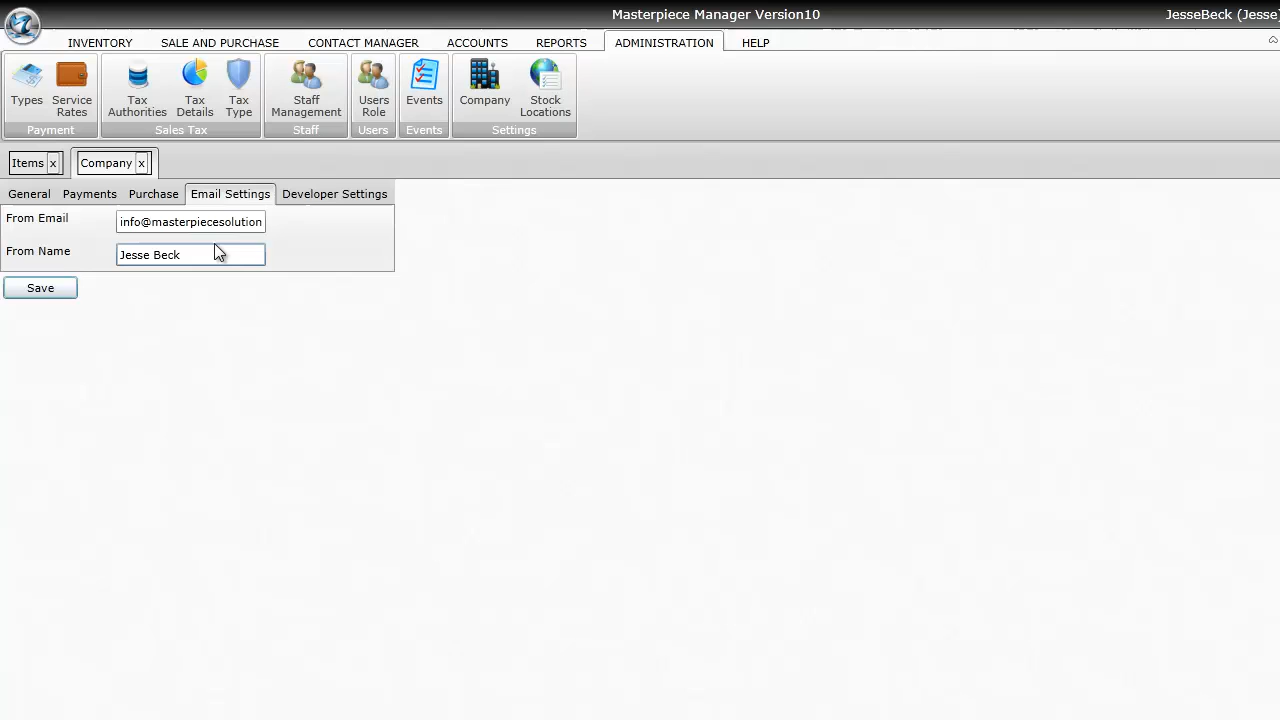 Masterpiece Manager Version10
JesseBeck (Jesse
INVENTORY SALE AND PURCHASE CONTACT MANAGER ACCOUNTS REPORTS ADMINISTRATION HELP
Types Service Rates Tax Authorities Tax Details Tax Type Staff Management Users Role Events Company Stock Locations
Payment Sales Tax Staff Users Events Settings
Items x Company x
General Payments Purchase Email Settings Developer Settings
From Email info@masterpiecesolution
From Name Jesse Beck
Save